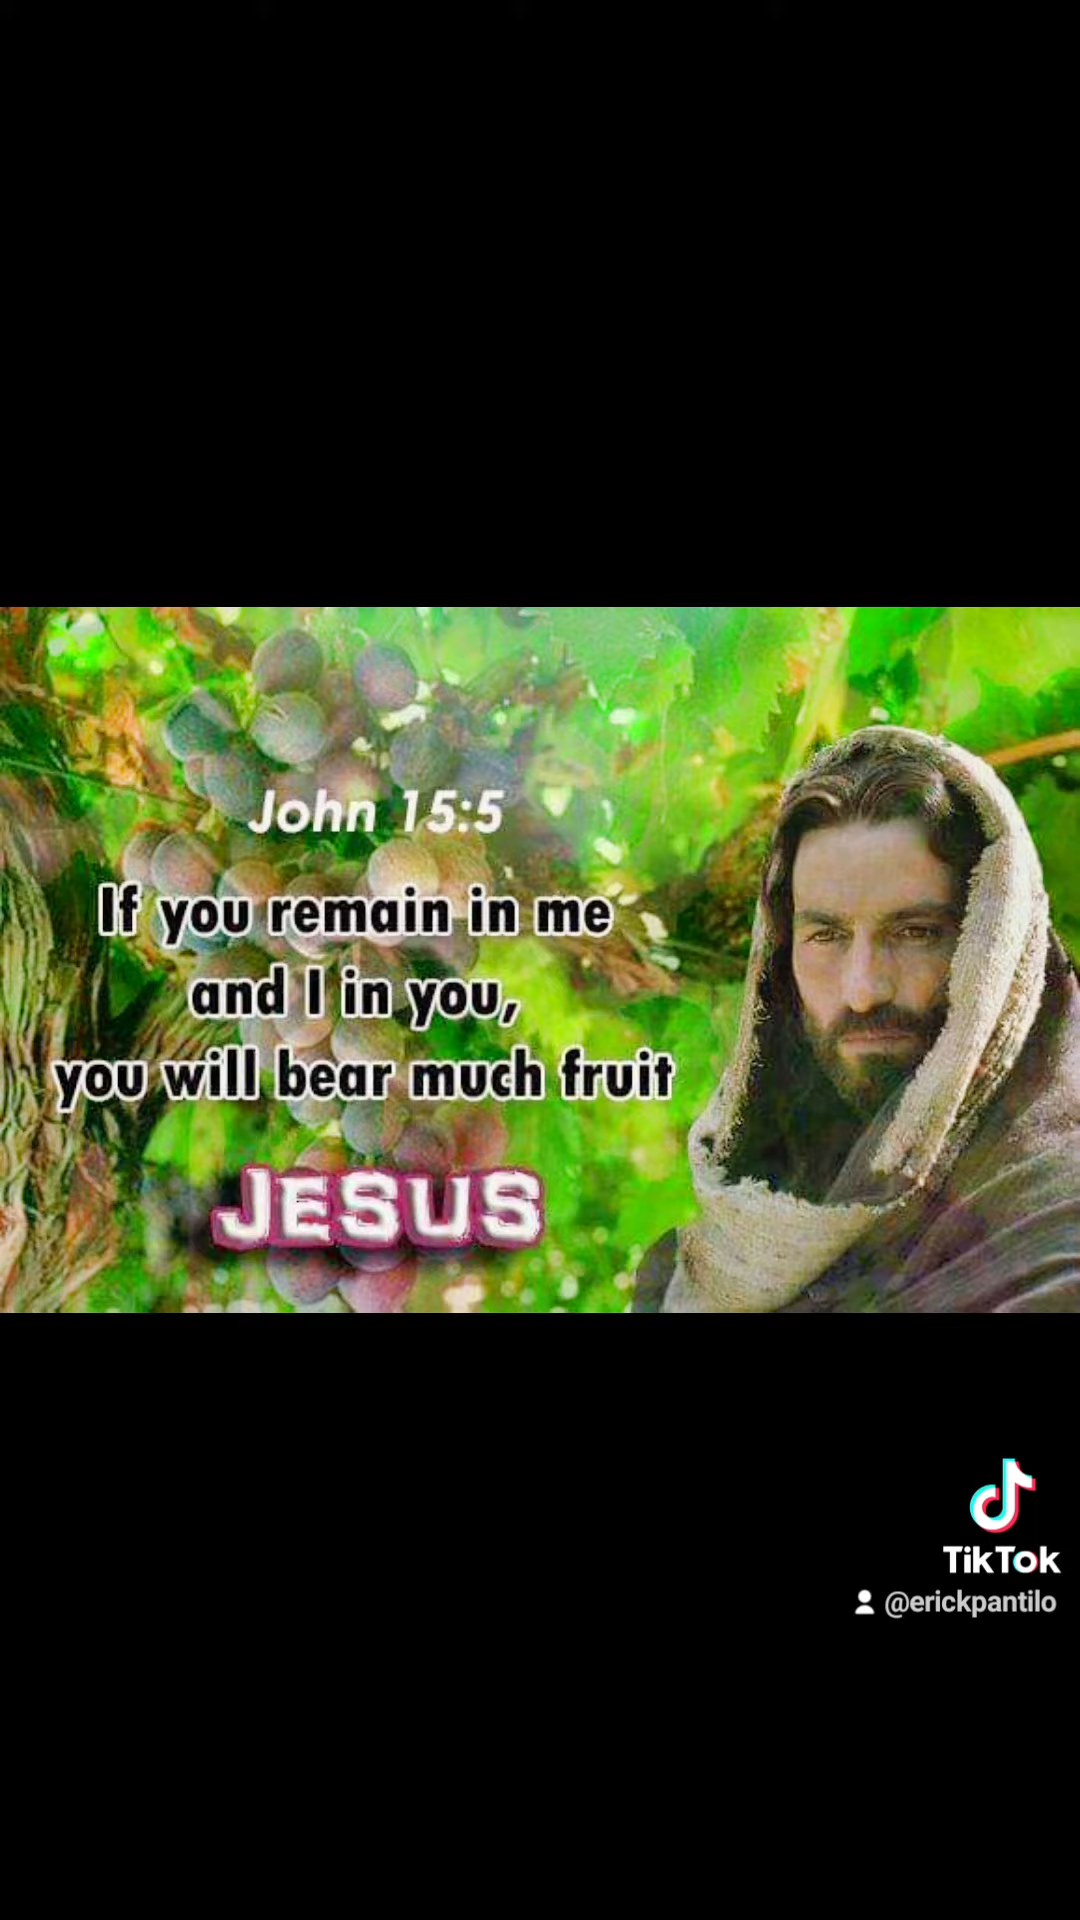 John 15:5
If you remain in me
and I in you,
you will bear much fruit
JESUS
TikTok
@erickpantilo